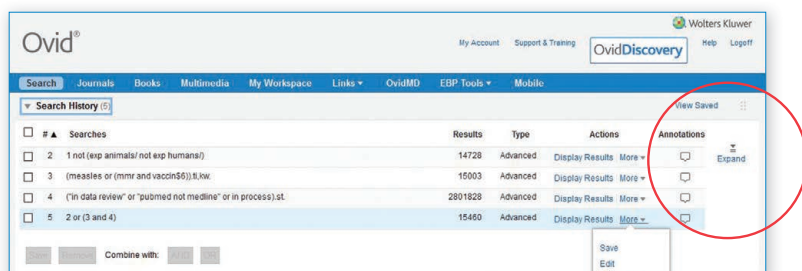 Wolters Kluwer
Ovid®
My Account Support & Training OvidDiscovery Help Logoff
Search Journals Books Multimedia My Workspace Links OvidMD EBP Tools Mobile
Search History (5) View Saved
# Searches Results Type Actions Annotations
Expand
2 1 not (exp animals/ not exp humans/) 14728 Advanced Display Results More
3 (measles or (mmr and vaccin$6)).ti,kw. 15003 Advanced Display Results More
4 ("in data review" or "pubmed not medline" or in process).st. 2801828 Advanced Display Results More
5 2 or (3 and 4) 15460 Advanced Display Results More
Save
Edit
Save Remove Combine with: AND OR